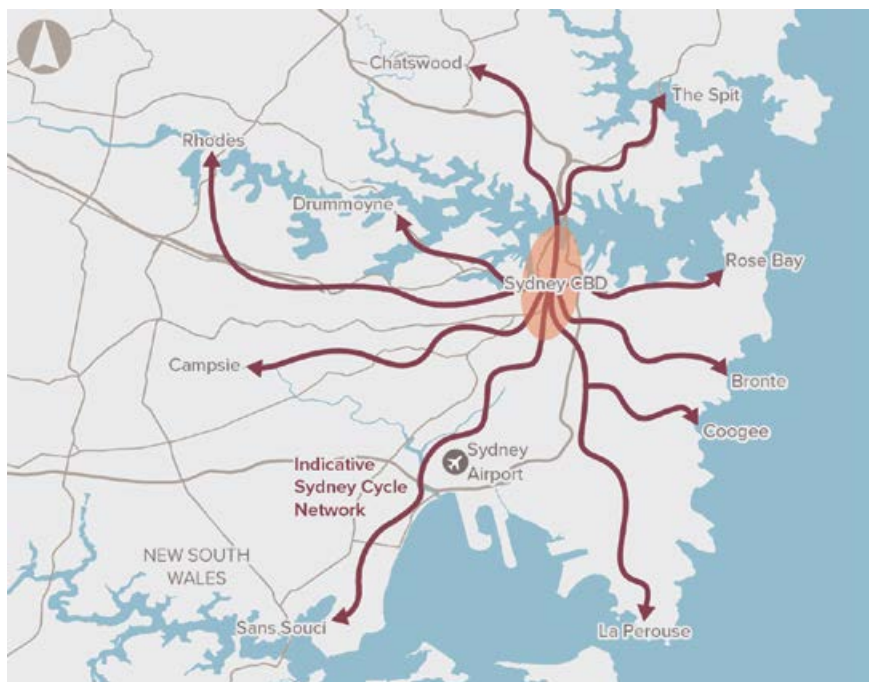 Chatswood
The Spit
Rhodes
Drummoyne
Rose Bay
Sydney CBD
Campsie
Bronte
Coogee
Sydney
Airport
Indicative
Sydney Cycle
Network
NEW SOUTH
WALES
Sans Souci
La Perouse